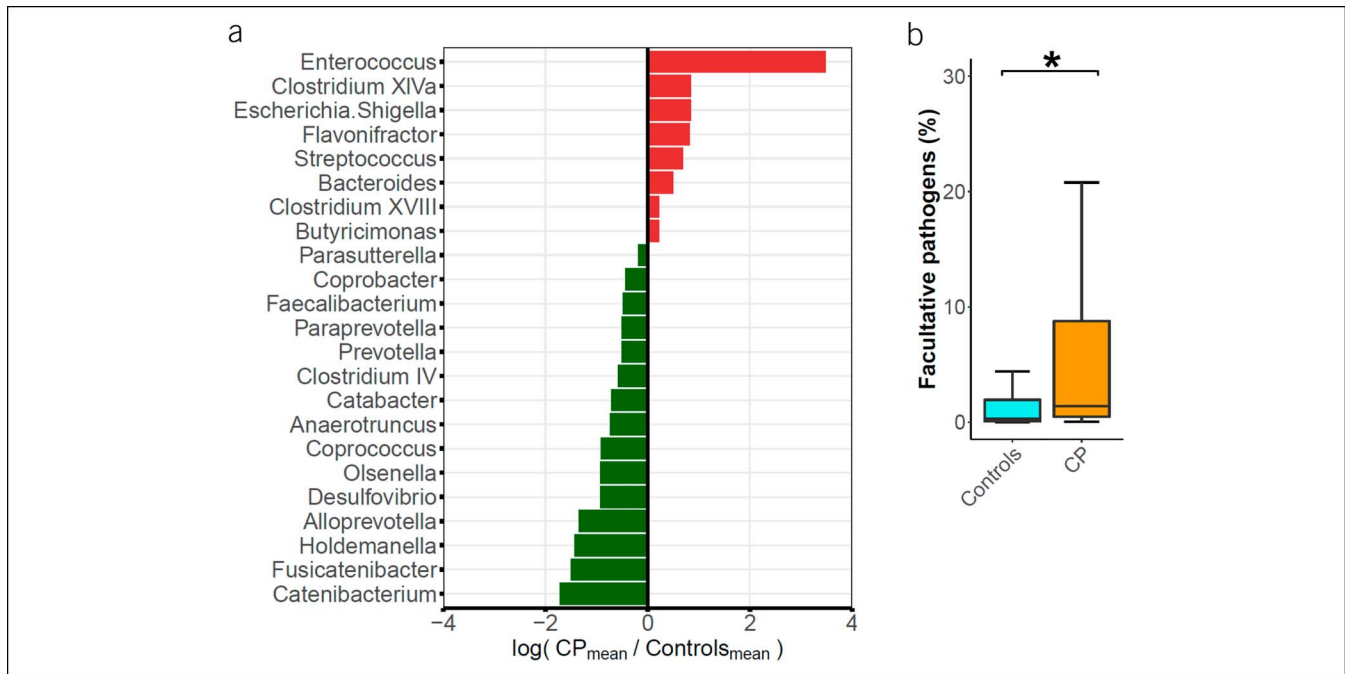 a
Enterococcus
Clostridium XIVa
Escherichia.Shigella
Flavonifractor
Streptococcus
Bacteroides
Clostridium XVIII
Butyricimonas
Parasutterella
Coprobacter
Faecalibacterium
Paraprevotella
Prevotella
Clostridium IV
Catabacter
Anaerotruncus
Coprococcus
Olsenella
Desulfovibrio
Alloprevotella
Holdemanella
Fusicatenibacter
Catenibacterium
−4 −2 0 2 4
log( CPmean / Controlsmean )
b
*
Facultative pathogens (%)
30
20
10
0
Controls CP